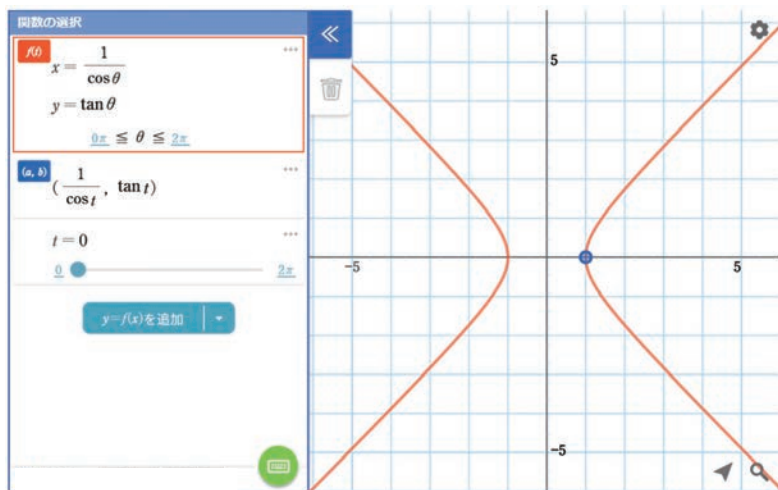 関数の選択
f(t)
x = 1/cosθ
y = tanθ
0π ≦ θ ≦ 2π
(a, b)
(1/cos t, tan t)
t = 0
0 2π
y=f(x)を追加
5
-5 5
-5